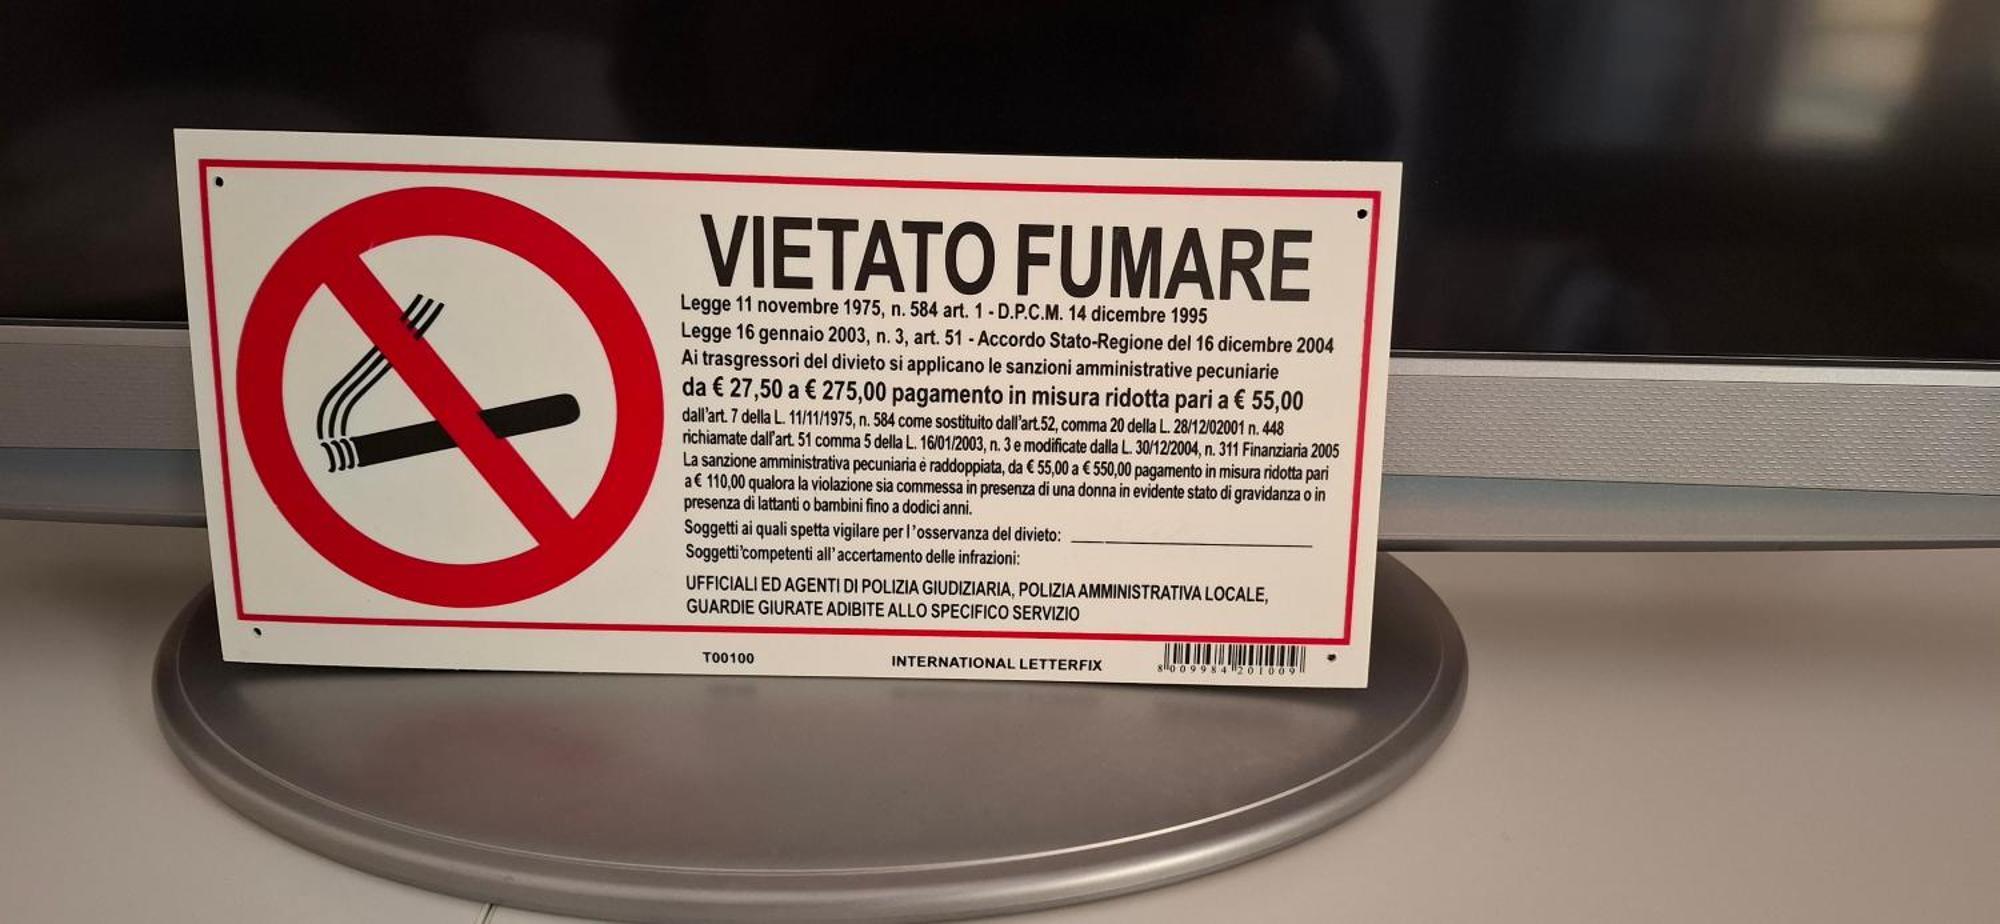 VIETATO FUMARE
Legge 11 novembre 1975, n. 584 art. 1 - D.P.C.M. 14 dicembre 1995
Legge 16 gennaio 2003, n. 3, art. 51 - Accordo Stato-Regione del 16 dicembre 2004
Ai trasgressori del divieto si applicano le sanzioni amministrative pecuniarie
da € 27,50 a € 275,00 pagamento in misura ridotta pari a € 55,00
dall'art. 7 della L. 11/11/1975, n. 584 come sostituito dall'art.52, comma 20 della L. 28/12/02001 n. 448
richiamate dall'art. 51 comma 5 della L. 16/01/2003, n. 3 e modificate dalla L. 30/12/2004, n. 311 Finanziaria 2005
La sanzione amministrativa pecuniaria è raddoppiata, da € 55,00 a € 550,00 pagamento in misura ridotta pari
a € 110,00 qualora la violazione sia commessa in presenza di una donna in evidente stato di gravidanza o in
presenza di lattanti o bambini fino a dodici anni.
Soggetti ai quali spetta vigilare per l'osservanza del divieto:
Soggetti competenti all'accertamento delle infrazioni:
UFFICIALI ED AGENTI DI POLIZIA GIUDIZIARIA, POLIZIA AMMINISTRATIVA LOCALE,
GUARDIE GIURATE ADIBITE ALLO SPECIFICO SERVIZIO
T00100 INTERNATIONAL LETTERFIX 8 009984 201009